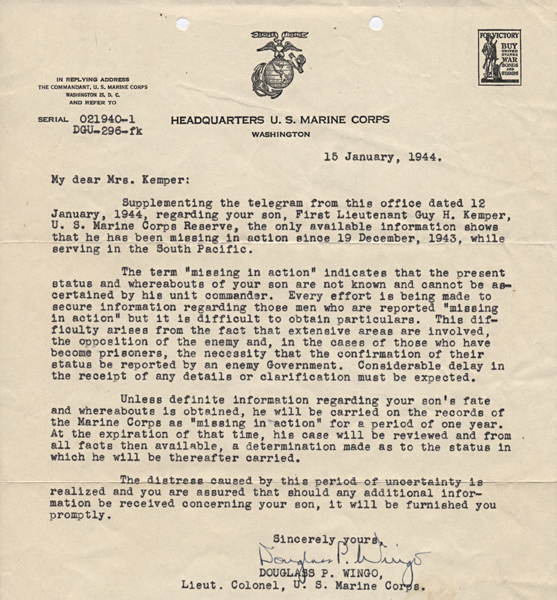 FOR VICTORY
BUY
UNITED
STATES
WAR
BONDS
AND
STAMPS
IN REPLYING ADDRESS
THE COMMANDANT, U. S. MARINE CORPS
WASHINGTON 25, D. C.
AND REFER TO
SERIAL 021940-1
DGU-296-fk
HEADQUARTERS U. S. MARINE CORPS
WASHINGTON
15 January, 1944.
My dear Mrs. Kemper:
Supplementing the telegram from this office dated 12
January, 1944, regarding your son, First Lieutenant Guy H. Kemper,
U. S. Marine Corps Reserve, the only available information shows
that he has been missing in action since 19 December, 1943, while
serving in the South Pacific.
The term "missing in action" indicates that the present
status and whereabouts of your son are not known and cannot be as-
certained by his unit commander. Every effort is being made to
secure information regarding those men who are reported "missing
in action" but it is difficult to obtain particulars. This dif-
ficulty arises from the fact that extensive areas are involved,
the opposition of the enemy and, in the cases of those who have
become prisoners, the necessity that the confirmation of their
status be reported by an enemy Government. Considerable delay in
the receipt of any details or clarification must be expected.
Unless definite information regarding your son's fate
and whereabouts is obtained, he will be carried on the records of
the Marine Corps as "missing in action" for a period of one year.
At the expiration of that time, his case will be reviewed and from
all facts then available, a determination made as to the status in
which he will be thereafter carried.
The distress caused by this period of uncertainty is
realized and you are assured that should any additional infor-
mation be received concerning your son, it will be furnished you
promptly.
Sincerely yours,
Douglass P. Wingo
DOUGLASS P. WINGO,
Lieut. Colonel, U. S. Marine Corps.